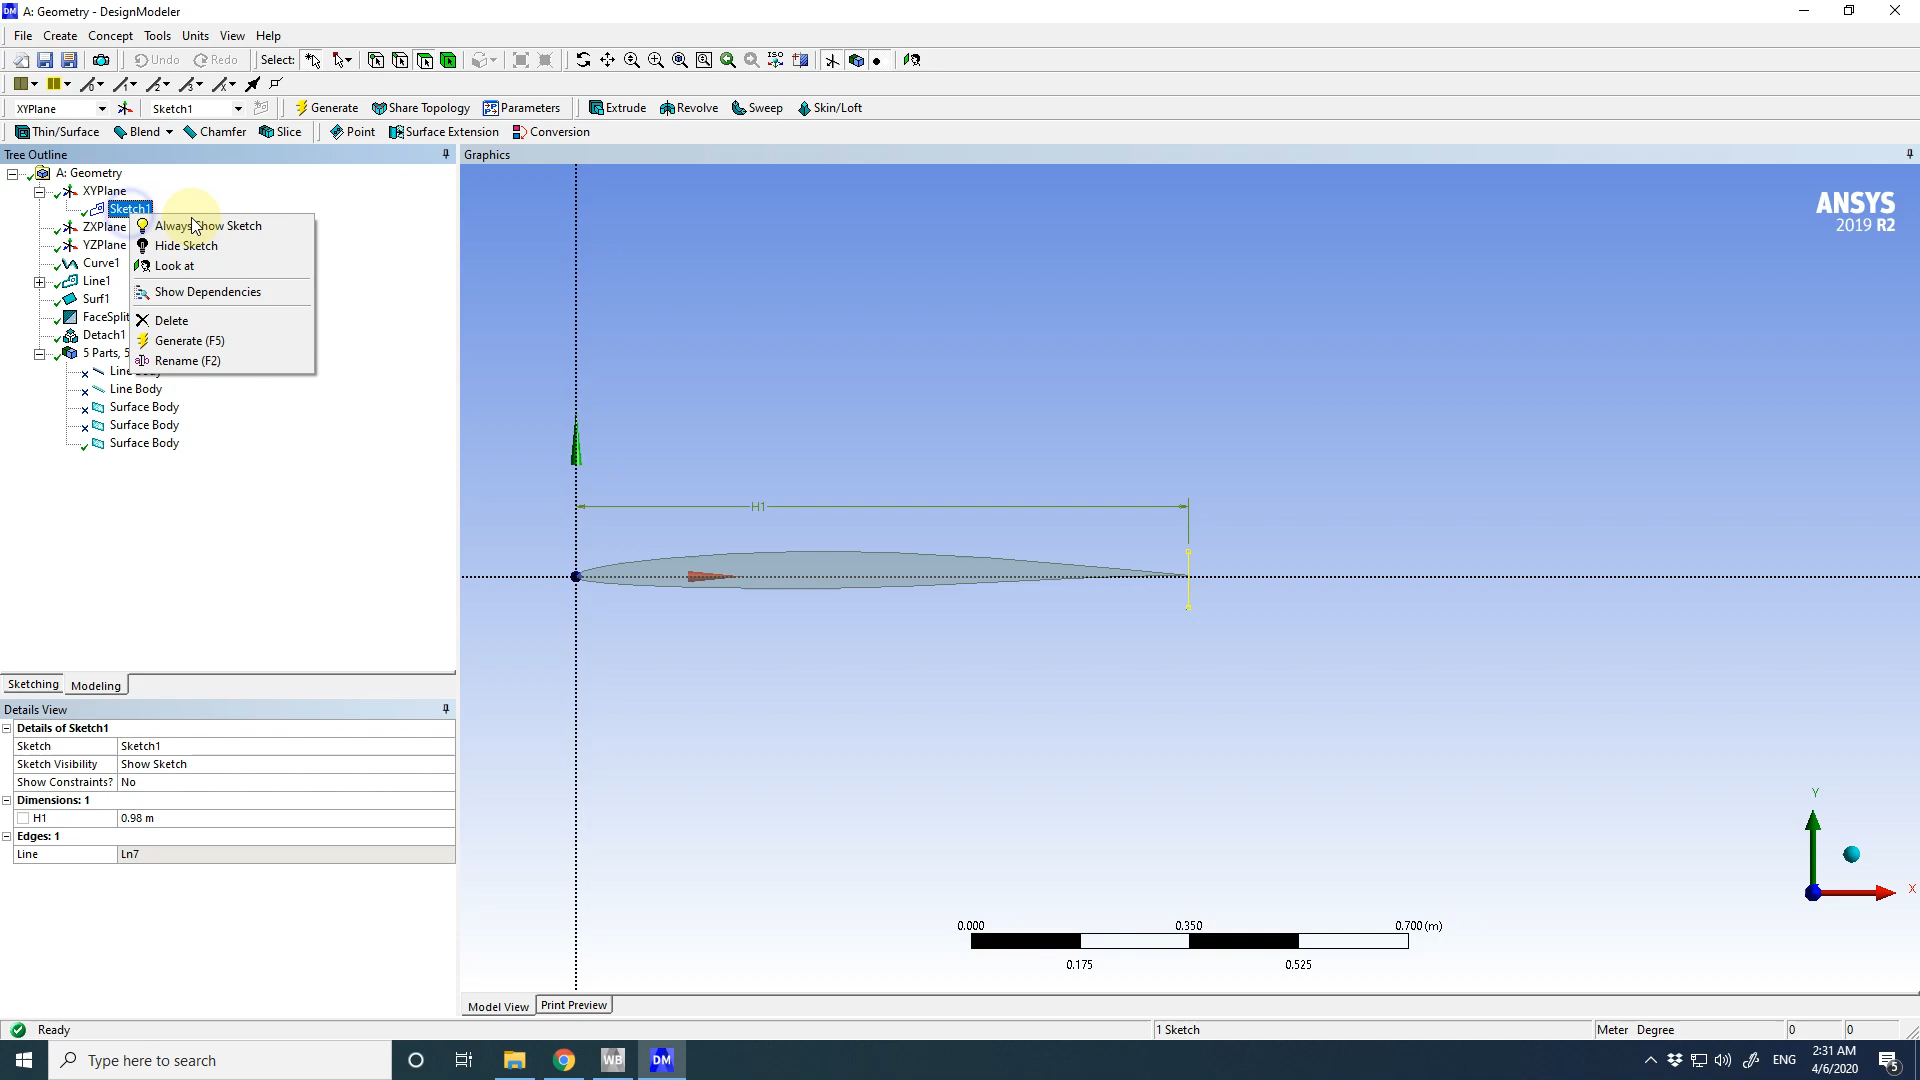 A: Geometry - DesignModeler
File Create Concept Tools Units View Help
Undo Redo Select:
XYPlane Sketch1 Generate Share Topology Parameters Extrude Revolve Sweep Skin/Loft
Thin/Surface Blend Chamfer Slice Point Surface Extension Conversion
Tree Outline
A: Geometry
XYPlane
Sketch1
ZXPlane
YZPlane
Curve1
Line1
Surf1
FaceSplit
Detach1
5 Parts, 5
Line
Line Body
Surface Body
Surface Body
Surface Body
Always Show Sketch
Hide Sketch
Look at
Show Dependencies
Delete
Generate (F5)
Rename (F2)
Sketching Modeling
Details View
Details of Sketch1
Sketch Sketch1
Sketch Visibility Show Sketch
Show Constraints? No
Dimensions: 1
H1 0.98 m
Edges: 1
Line Ln7
Graphics
ANSYS
2019 R2
H1
Y
X
0.000 0.350 0.700 (m)
0.175 0.525
Model View Print Preview
Ready 1 Sketch Meter Degree 0 0
Type here to search
WB DM
ENG 2:31 AM
4/6/2020
5